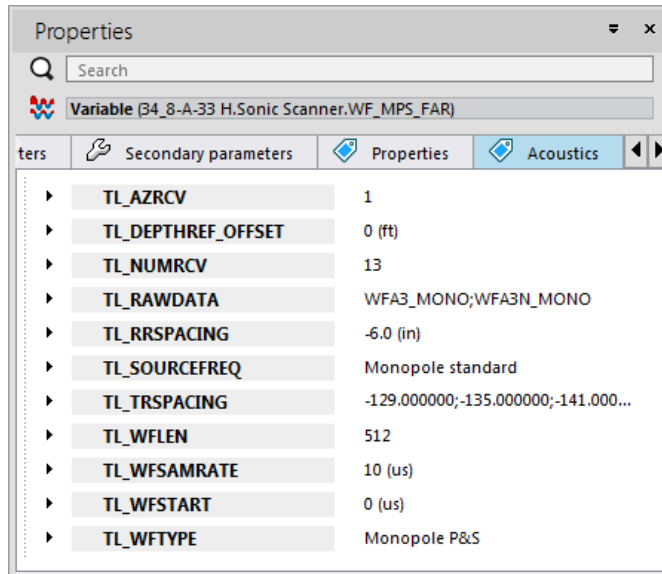 Properties
Search
Variable (34_8-A-33 H.Sonic Scanner.WF_MPS_FAR)
ters Secondary parameters Properties Acoustics
TL_AZRCV 1
TL_DEPTHREF_OFFSET 0 (ft)
TL_NUMRCV 13
TL_RAWDATA WFA3_MONO;WFA3N_MONO
TL_RRSPACING -6.0 (in)
TL_SOURCEFREQ Monopole standard
TL_TRSPACING -129.000000;-135.000000;-141.000...
TL_WFLEN 512
TL_WFSAMRATE 10 (us)
TL_WFSTART 0 (us)
TL_WFTYPE Monopole P&S